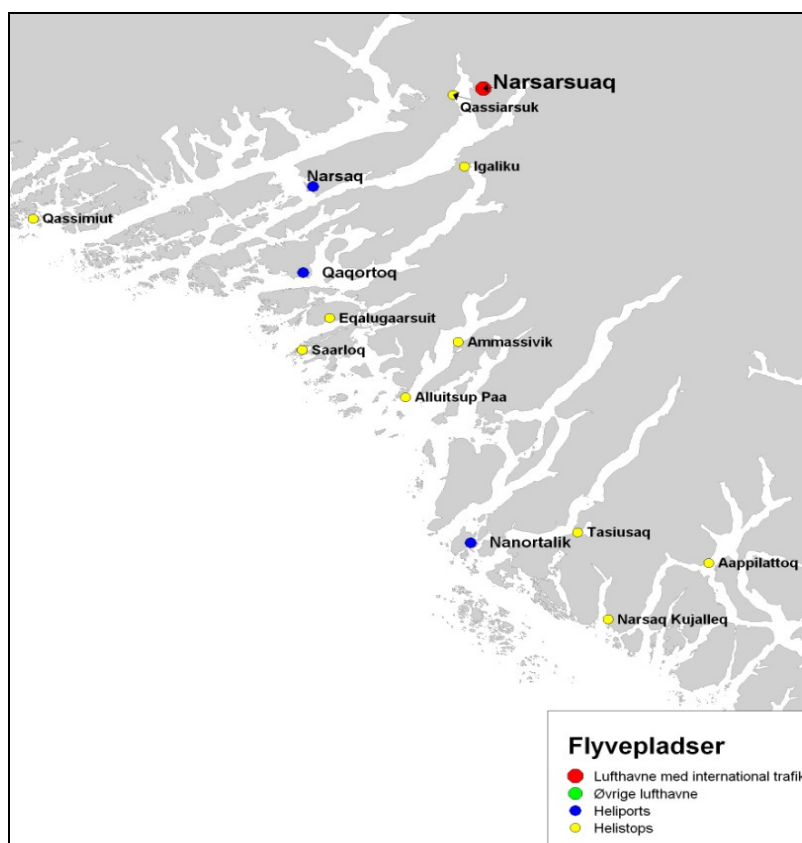 Narsarsuaq
Qassiarsuk
Igaliku
Narsaq
Qassimiut
Qaqortoq
Eqalugaarsuit
Ammassivik
Saarloq
Alluitsup Paa
Tasiusaq
Nanortalik
Aappilattoq
Narsaq Kujalleq
Flyvepladser
Lufthavne med international trafik
Øvrige lufthavne
Heliports
Helistops